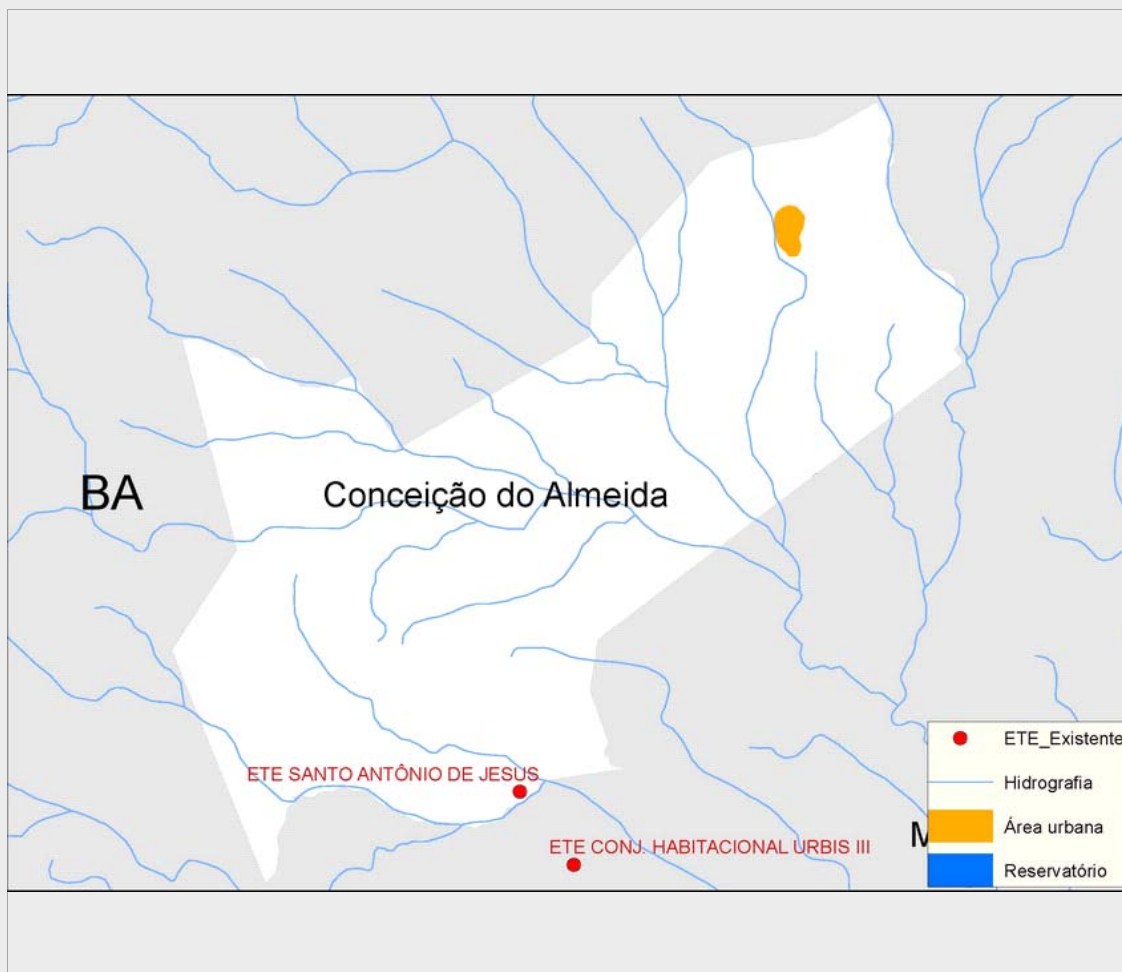 BA
Conceição do Almeida
ETE SANTO ANTÔNIO DE JESUS
ETE CONJ. HABITACIONAL URBIS III
ETE_Existente
Hidrografia
Área urbana
Reservatório